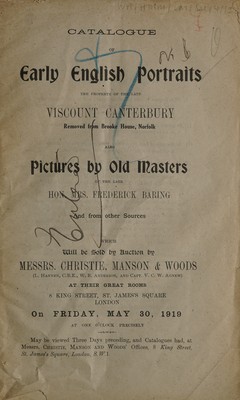 CATALOGUE
OF
Early English Portraits
THE PROPERTY OF THE LATE
VISCOUNT CANTERBURY
Removed from Brooke House, Norfolk
ALSO
Pictures by Old Masters
OF THE LATE
HON. MRS. FREDERICK BARING
And from other Sources
WHICH
Will be Sold by Auction by
MESSRS. CHRISTIE, MANSON & WOODS
AT THEIR GREAT ROOMS
8 KING STREET, ST. JAMES'S SQUARE
LONDON
ON FRIDAY, MAY 30, 1919
AT ONE O'CLOCK PRECISELY
May be viewed Three Days preceding, and Catalogues had, at
Messrs. CHRISTIE, MANSON AND WOODS' Offices, 8 King Street,
St. James's Square, London, S.W.1